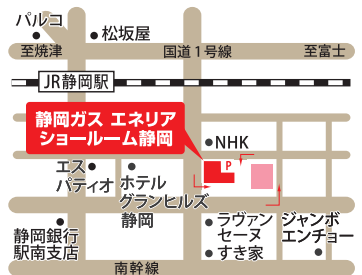 パルコ
松坂屋
至焼津
国道1号線
至富士
JR静岡駅
静岡ガス エネリア
ショールーム静岡
NHK
P
エス
パティオ
ホテル
グランヒルズ
静岡
静岡銀行
駅南支店
ラヴァン
セーヌ
すき家
ジャンボ
エンチョー
南幹線